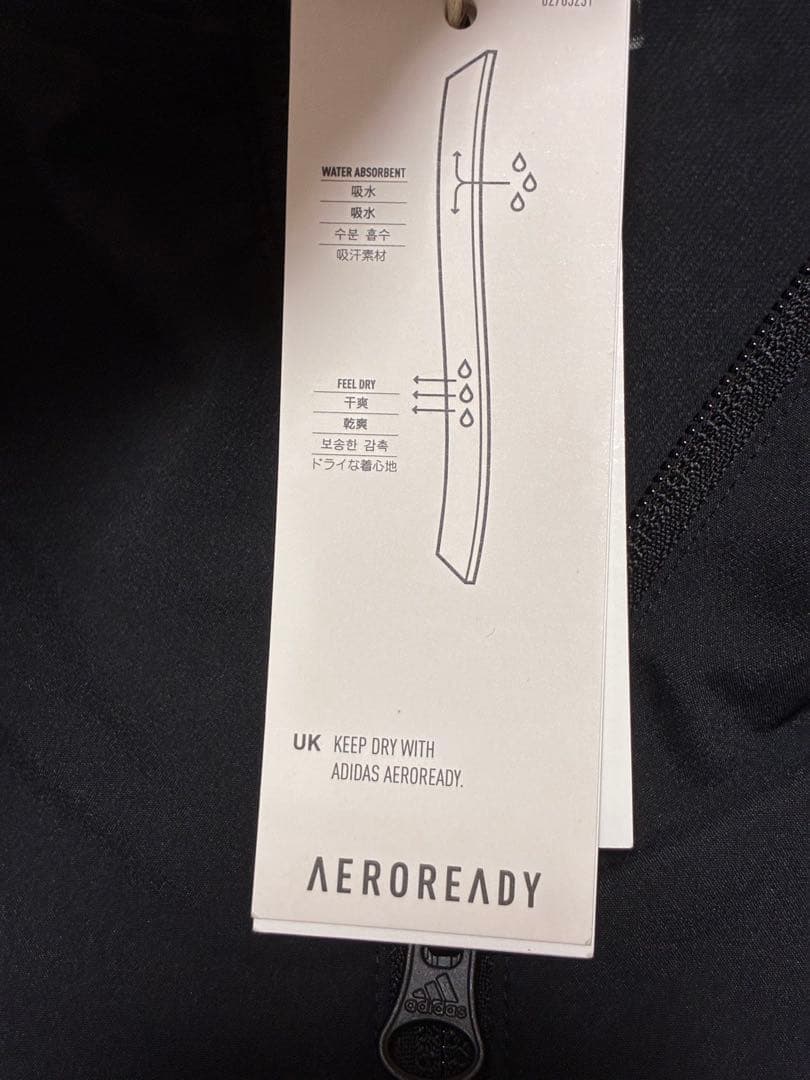 WATER ABSORBENT
吸水
吸水
수분 흡수
吸汗素材
FEEL DRY
干爽
乾爽
보송한 감촉
ドライな着心地
UK KEEP DRY WITH
ADIDAS AEROREADY.
AEROREADY
adidas